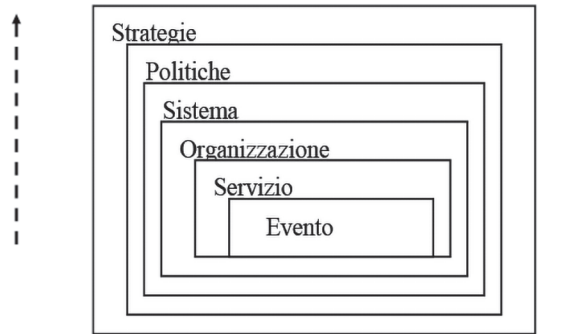 Strategie
Politiche
Sistema
Organizzazione
Servizio
Evento